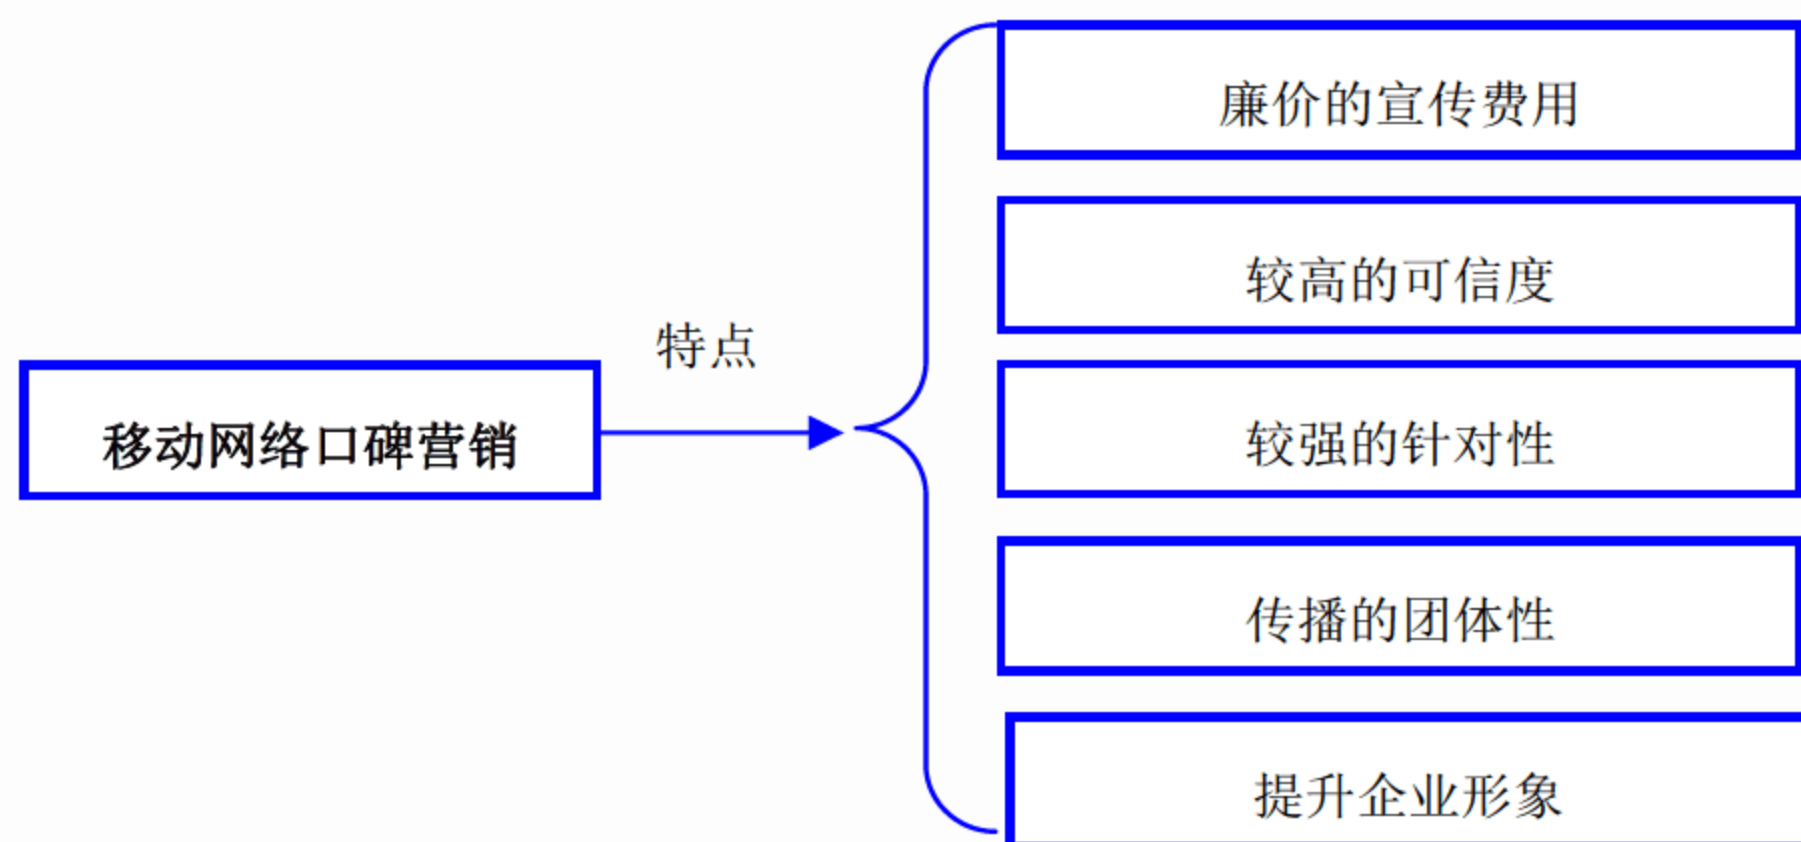 移动网络口碑营销
特点
廉价的宣传费用
较高的可信度
较强的针对性
传播的团体性
提升企业形象